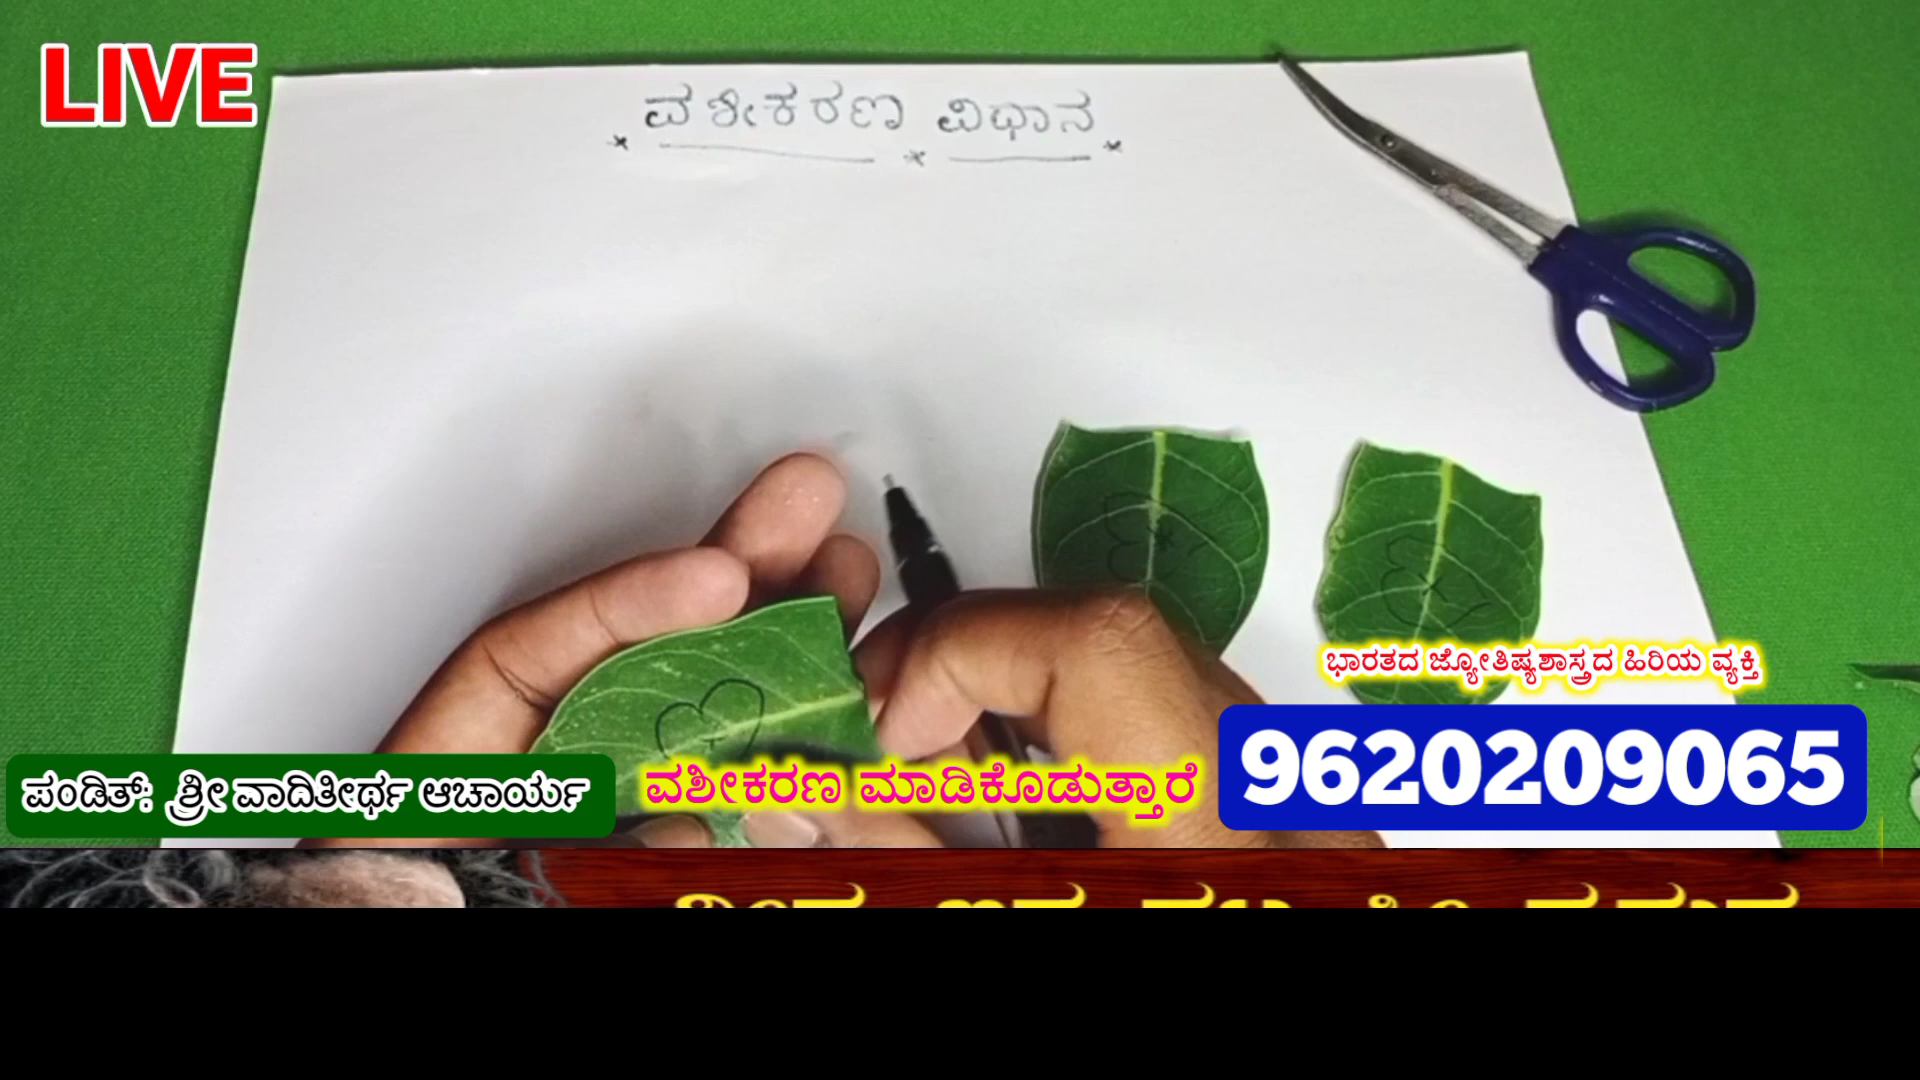 LIVE
ವಶೀಕರಣ ವಿಧಾನ
ಭಾರತದ ಜ್ಯೋತಿಷ್ಯಶಾಸ್ತ್ರದ ಹಿರಿಯ ವ್ಯಕ್ತಿ
9620209065
ಪಂಡಿತ್: ಶ್ರೀ ವಾದಿತೀರ್ಥ ಆಚಾರ್ಯ
ವಶೀಕರಣ ಮಾಡಿಕೊಡುತ್ತಾರೆ